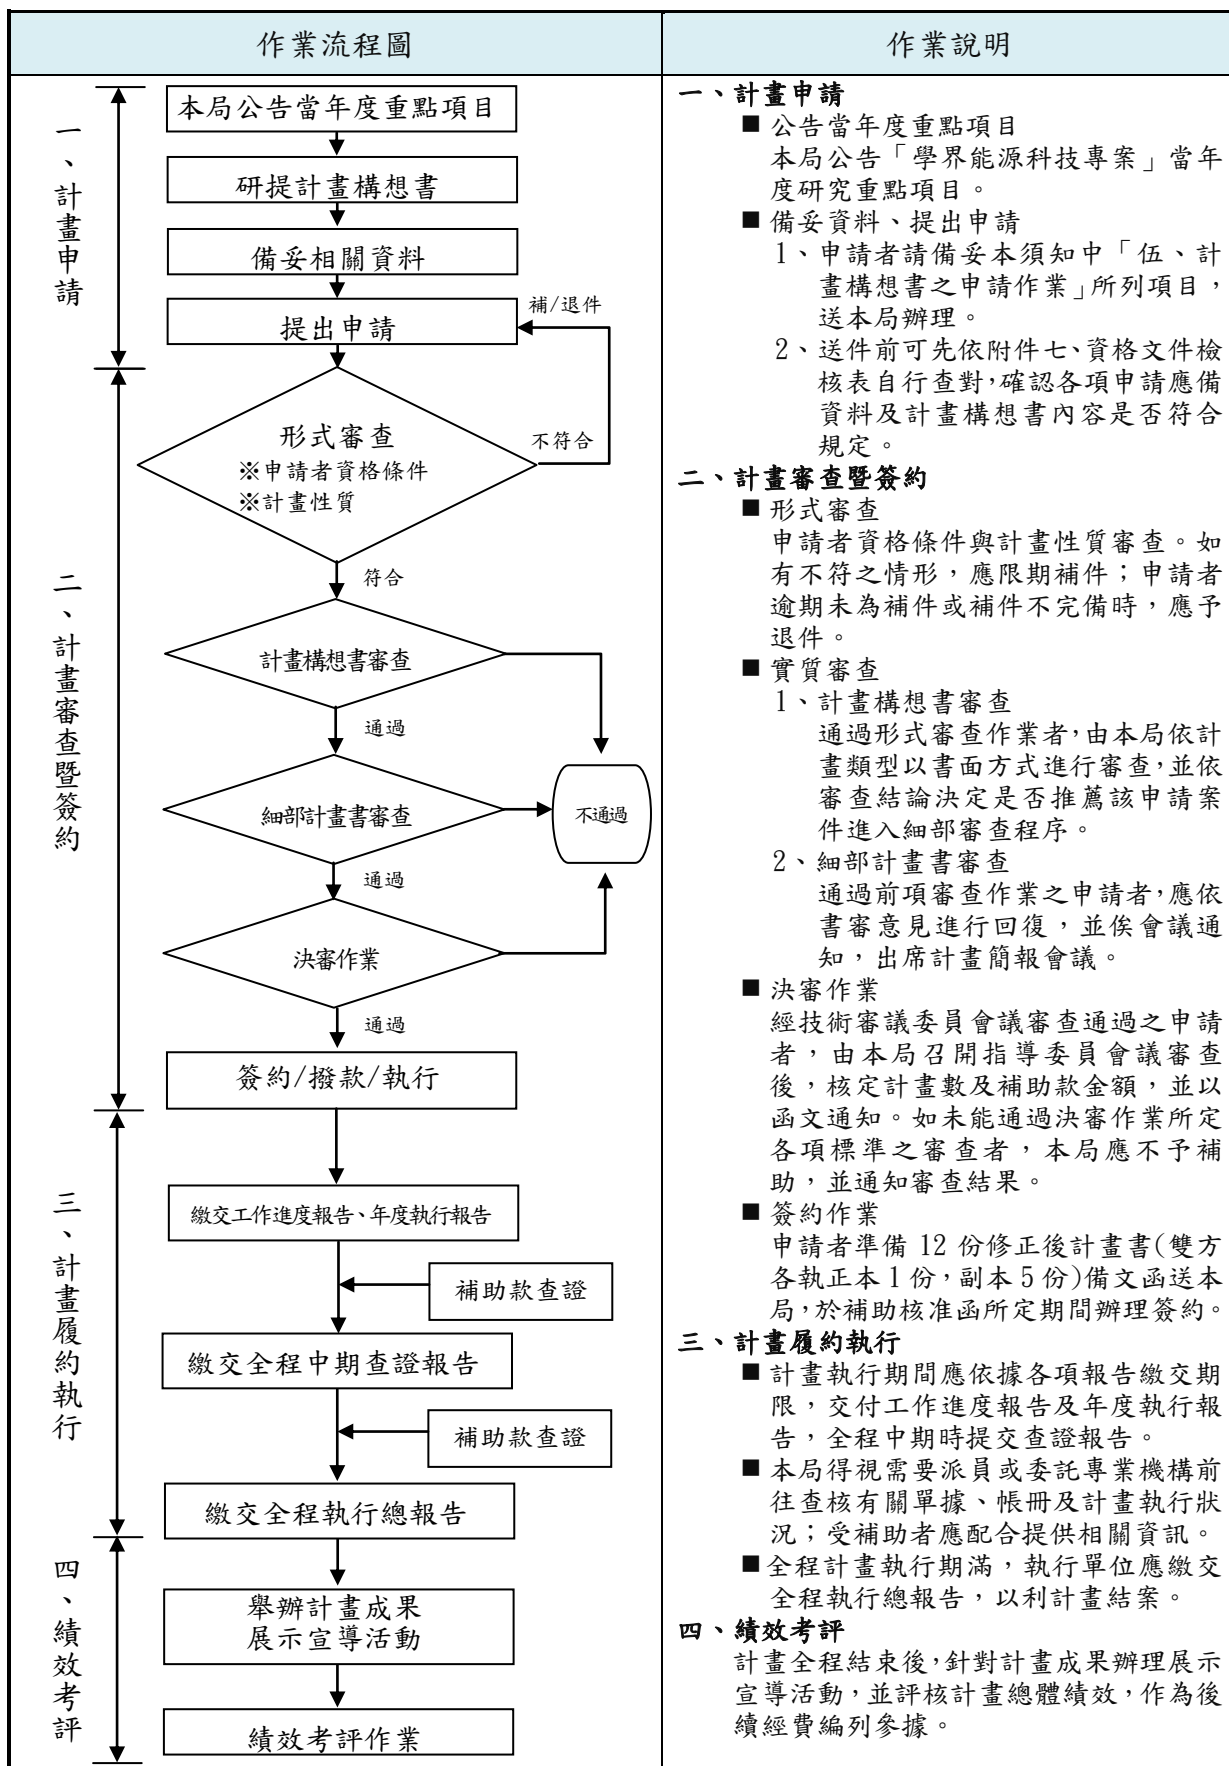 作業流程圖
作業說明
一、計畫申請
本局公告當年度重點項目
研提計畫構想書
備妥相關資料
提出申請
補/退件
二、計畫審查暨簽約
形式審查
※申請者資格條件
※計畫性質
不符合
符合
計畫構想書審查
通過
細部計畫書審查
不通過
通過
決審作業
通過
簽約/撥款/執行
三、計畫履約執行
繳交工作進度報告、年度執行報告
補助款查證
繳交全程中期查證報告
補助款查證
繳交全程執行總報告
四、績效考評
舉辦計畫成果
展示宣導活動
績效考評作業
一、計畫申請
■ 公告當年度重點項目
本局公告「學界能源科技專案」當年
度研究重點項目。
■ 備妥資料、提出申請
1、申請者請備妥本須知中「伍、計
畫構想書之申請作業」所列項目，
送本局辦理。
2、送件前可先依附件七、資格文件檢
核表自行查對，確認各項申請應備
資料及計畫構想書內容是否符合
規定。
二、計畫審查暨簽約
■ 形式審查
申請者資格條件與計畫性質審查。如
有不符之情形，應限期補件；申請者
逾期未為補件或補件不完備時，應予
退件。
■ 實質審查
1、計畫構想書審查
通過形式審查作業者，由本局依計
畫類型以書面方式進行審查，並依
審查結論決定是否推薦該申請案
件進入細部審查程序。
2、細部計畫書審查
通過前項審查作業之申請者，應依
書審意見進行回復，並俟會議通
知，出席計畫簡報會議。
■ 決審作業
經技術審議委員會議審查通過之申請
者，由本局召開指導委員會議審查
後，核定計畫數及補助款金額，並以
函文通知。如未能通過決審作業所定
各項標準之審查者，本局應不予補
助，並通知審查結果。
■ 簽約作業
申請者準備 12 份修正後計畫書(雙方
各執正本 1 份，副本 5 份)備文函送本
局，於補助核准函所定期間辦理簽約。
三、計畫履約執行
■ 計畫執行期間應依據各項報告繳交期
限，交付工作進度報告及年度執行報
告，全程中期時提交查證報告。
■ 本局得視需要派員或委託專業機構前
往查核有關單據、帳冊及計畫執行狀
況；受補助者應配合提供相關資訊。
■ 全程計畫執行期滿，執行單位應繳交
全程執行總報告，以利計畫結案。
四、績效考評
計畫全程結束後，針對計畫成果辦理展示
宣導活動，並評核計畫總體績效，作為後
續經費編列參據。